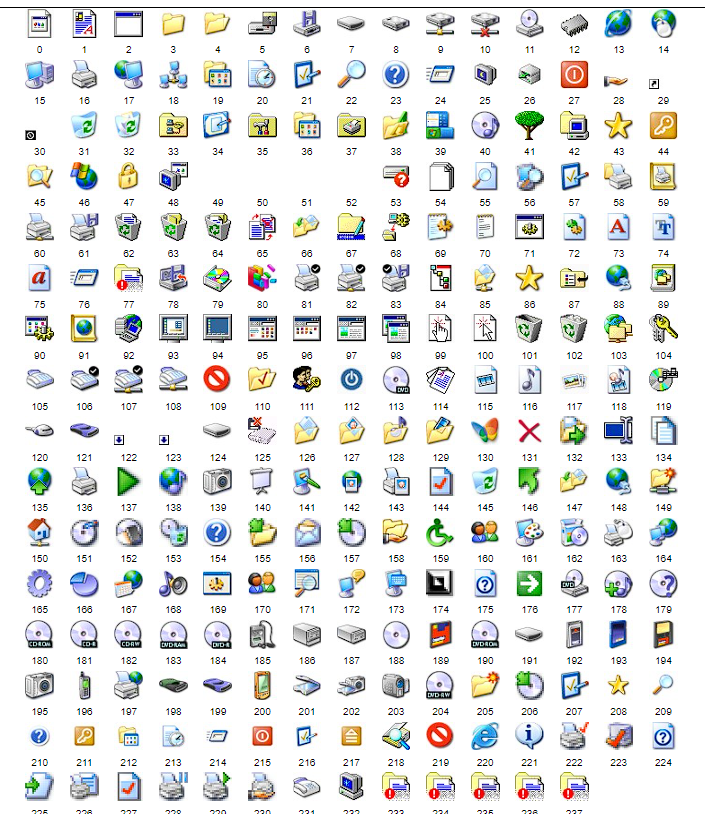 0 1 2 3 4 5 6 7 8 9 10 11 12 13 14
15 16 17 18 19 20 21 22 23 24 25 26 27 28 29
30 31 32 33 34 35 36 37 38 39 40 41 42 43 44
45 46 47 48 49 50 51 52 53 54 55 56 57 58 59
60 61 62 63 64 65 66 67 68 69 70 71 72 73 74
75 76 77 78 79 80 81 82 83 84 85 86 87 88 89
90 91 92 93 94 95 96 97 98 99 100 101 102 103 104
DVD
105 106 107 108 109 110 111 112 113 114 115 116 117 118 119
120 121 122 123 124 125 126 127 128 129 130 131 132 133 134
135 136 137 138 139 140 141 142 143 144 145 146 147 148 149
150 151 152 153 154 155 156 157 158 159 160 161 162 163 164
DVD
165 166 167 168 169 170 171 172 173 174 175 176 177 178 179
CD-ROM CD-R CD-RW DVD-ROM DVD-R
180 181 182 183 184 185 186 187 188 189 190 191 192 193 194
DVD-RW
195 196 197 198 199 200 201 202 203 204 205 206 207 208 209
210 211 212 213 214 215 216 217 218 219 220 221 222 223 224
225 226 227 228 229 230 231 232 233 234 235 236 237